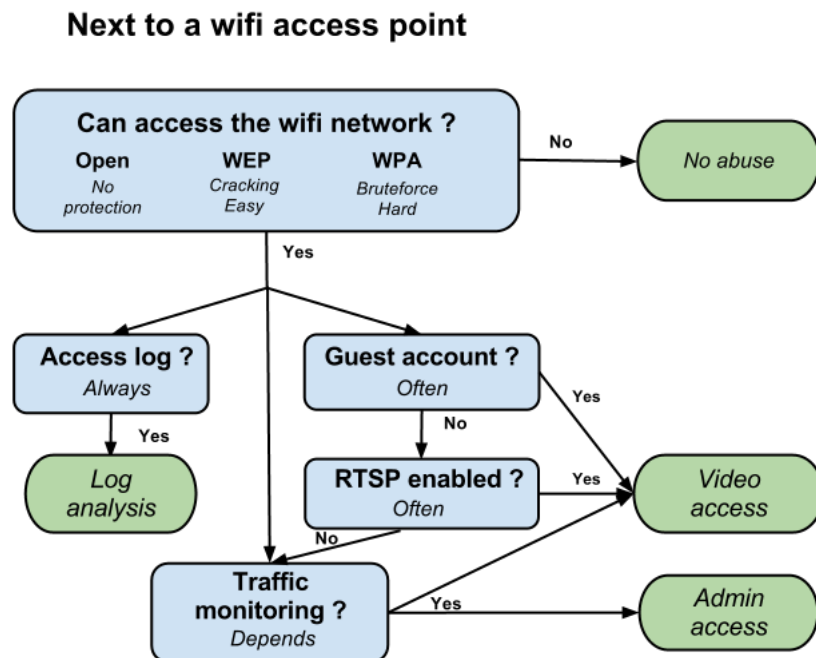 Next to a wifi access point
Can access the wifi network ?
Open
No
protection
WEP
Cracking
Easy
WPA
Bruteforce
Hard
No
No abuse
Yes
Access log ?
Always
Guest account ?
Often
Yes
Yes
No
Log
analysis
RTSP enabled ?
Often
Yes
Video
access
No
Traffic
monitoring ?
Depends
Yes
Admin
access